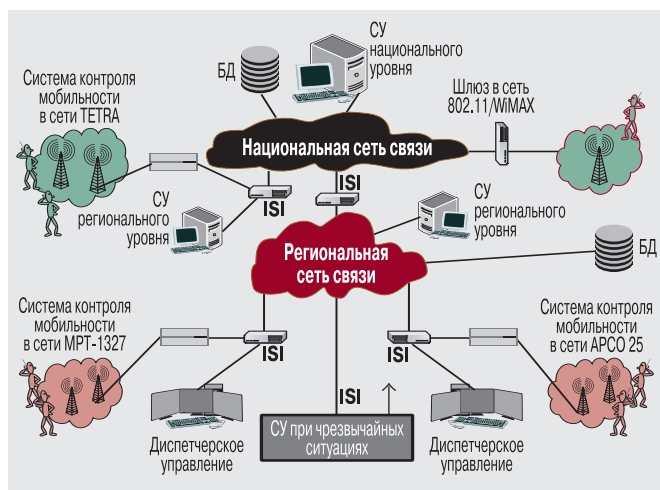 СУ
национального
уровня
БД
Система контроля
мобильности
в сети TETRA
Шлюз в сеть
802.11/WiMAX
Национальная сеть связи
ISI
ISI
СУ
регионального
уровня
СУ
регионального
уровня
Региональная
сеть связи
БД
Система контроля
мобильности
в сети МРТ-1327
Система контроля
мобильности
в сети APCO 25
ISI
ISI
ISI
Диспетчерское
управление
СУ при чрезвычайных
ситуациях
Диспетчерское
управление